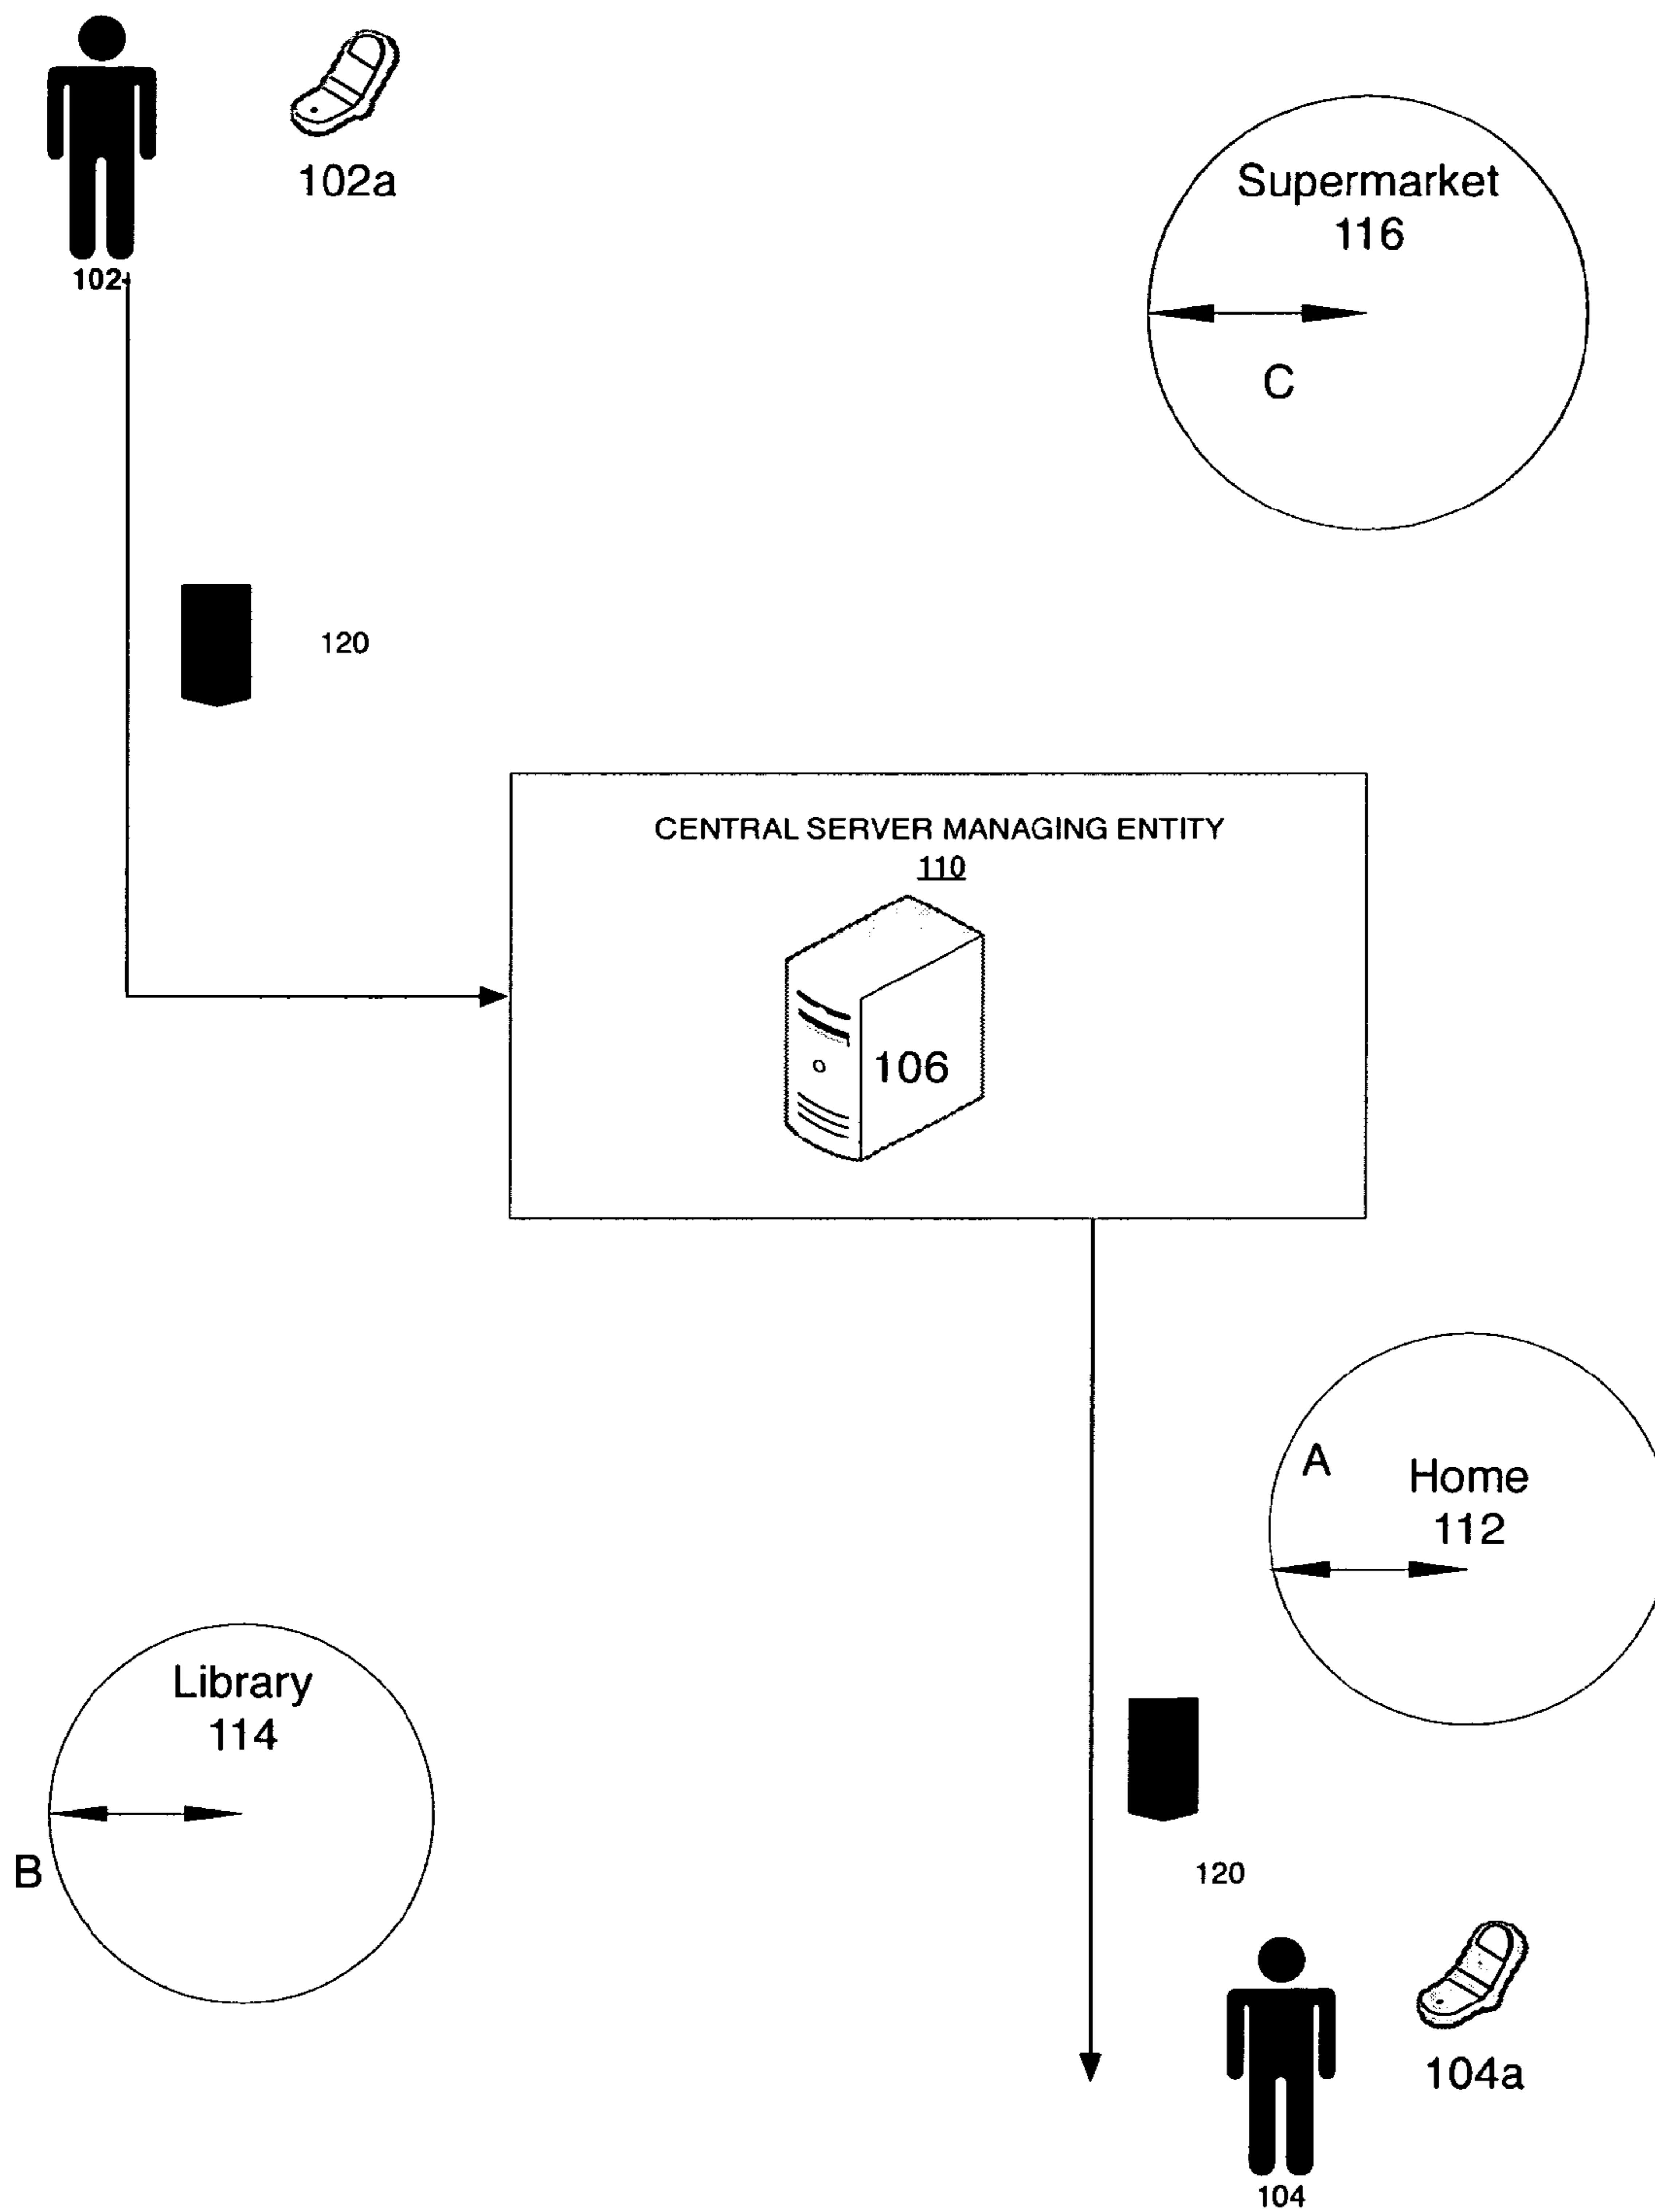 102a
Supermarket
116
102
C
120
CENTRAL SERVER MANAGING ENTITY
110
106
A
Home
112
Library
114
B
120
104a
104